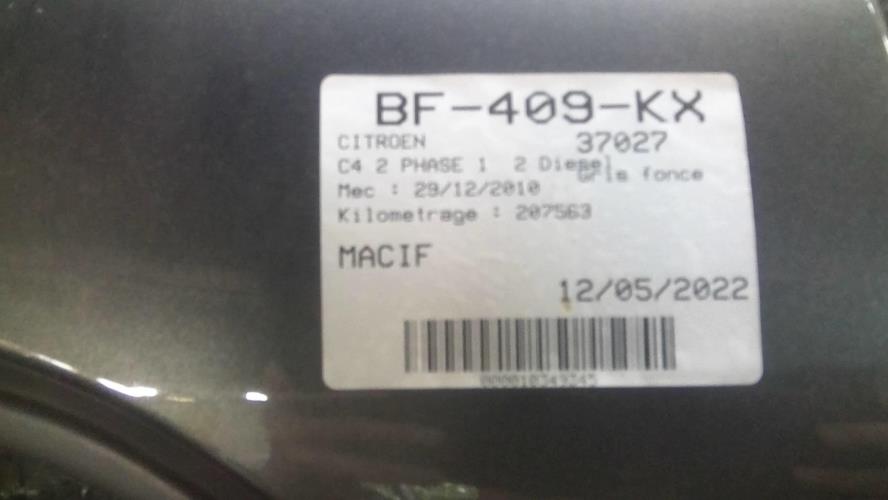 BF-409-KX
CITROEN 37027
C4 2 PHASE 1 2 Diesel
Gris fonce
Mec : 29/12/2010
Kilometrage : 207563
MACIF
12/05/2022